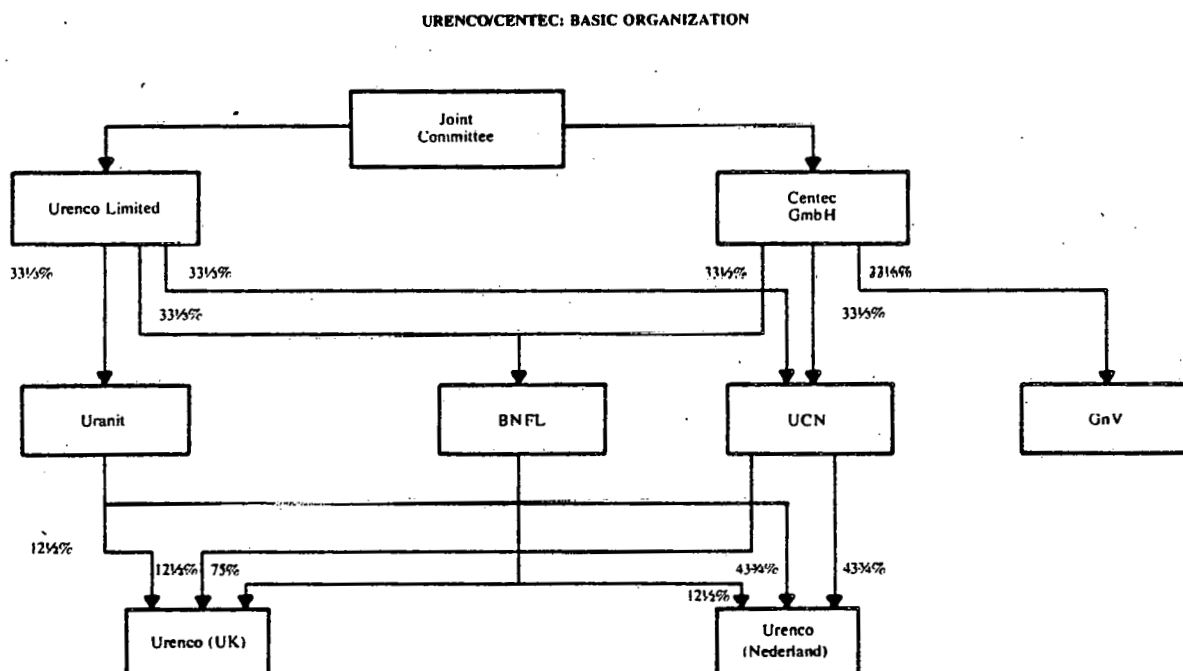 URENCO/CENTEC: BASIC ORGANIZATION
Joint
Committee
Urenco Limited
Centec
GmbH
33⅓%
33⅓%
33⅓%
33⅓%
33⅓%
Uranit
BNFL
UCN
GnV
12½%
12½%
75%
43¾%
43¾%
12½%
Urenco (UK)
Urenco
(Nederland)